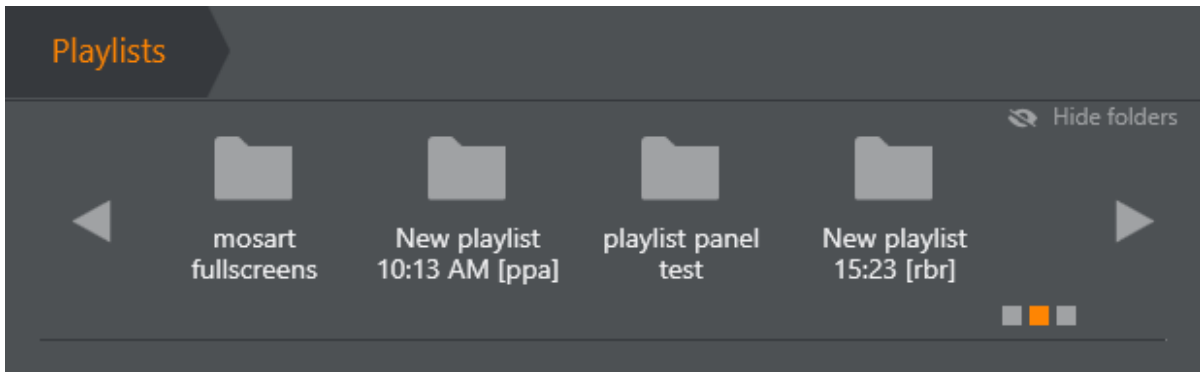 Playlists
Hide folders
mosart
fullscreens
New playlist
10:13 AM [ppa]
playlist panel
test
New playlist
15:23 [rbr]